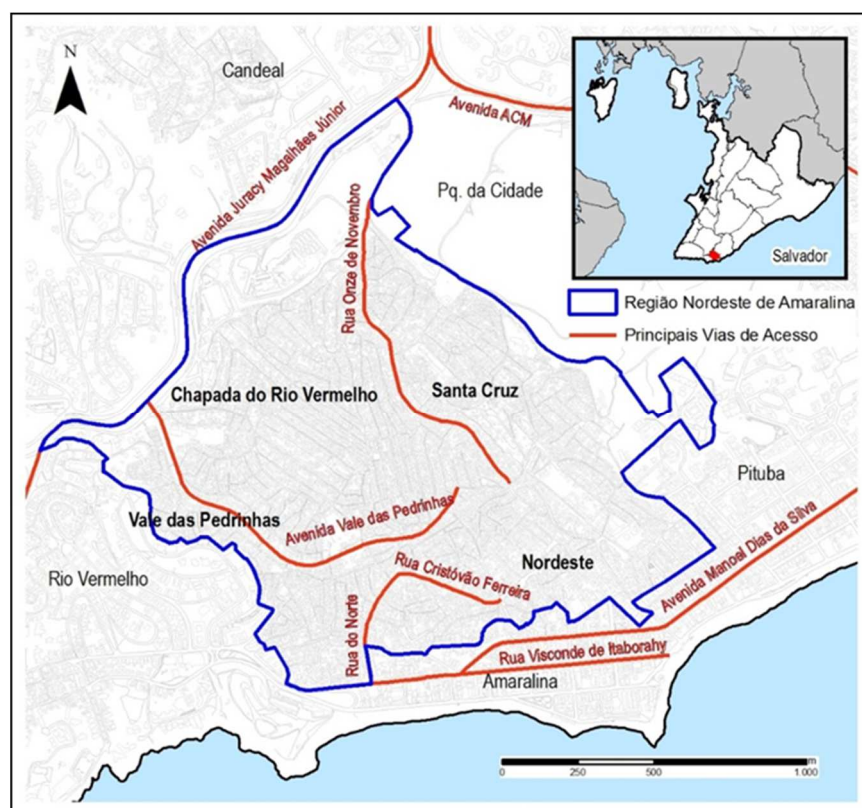 N
Candeal
Avenida Juracy Magalhães Júnior
Avenida ACM
Pq. da Cidade
Salvador
Região Nordeste de Amaralina
Principais Vias de Acesso
Rua Onze de Novembro
Chapada do Rio Vermelho
Santa Cruz
Pituba
Vale das Pedrinhas
Avenida Vale das Pedrinhas
Avenida Manoel Dias da Silva
Rio Vermelho
Nordeste
Rua Cristóvão Ferreira
Rua do Norte
Rua Visconde de Itaborahy
Amaralina
m
0 250 500 1.000